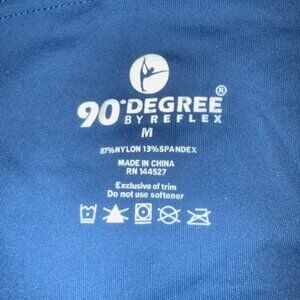 90°DEGREE®
BY REFLEX
M
87%NYLON 13%SPANDEX
MADE IN CHINA
RN 144527
Exclusive of trim
Do not use softener